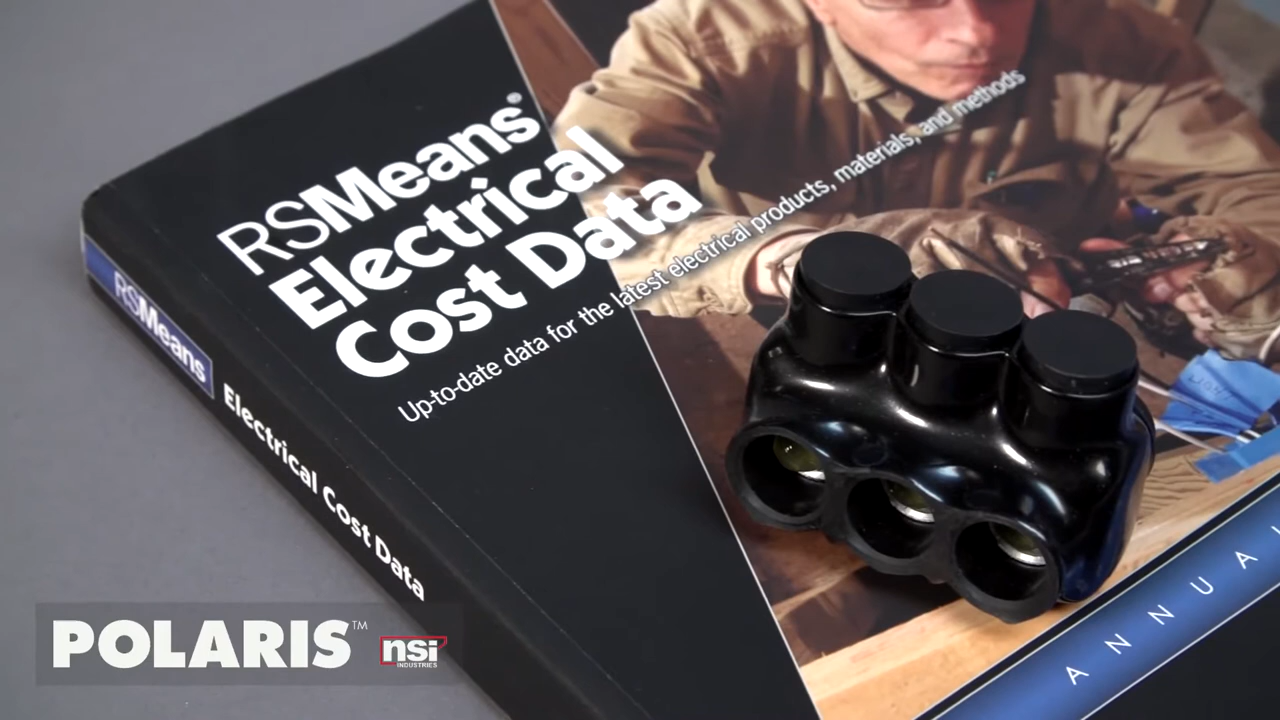 RSMeans®
Electrical
Cost Data
Up-to-date data for the latest electrical products, materials, and methods
RSMeans Electrical Cost Data
ANNUA
POLARIS™
nsi
INDUSTRIES